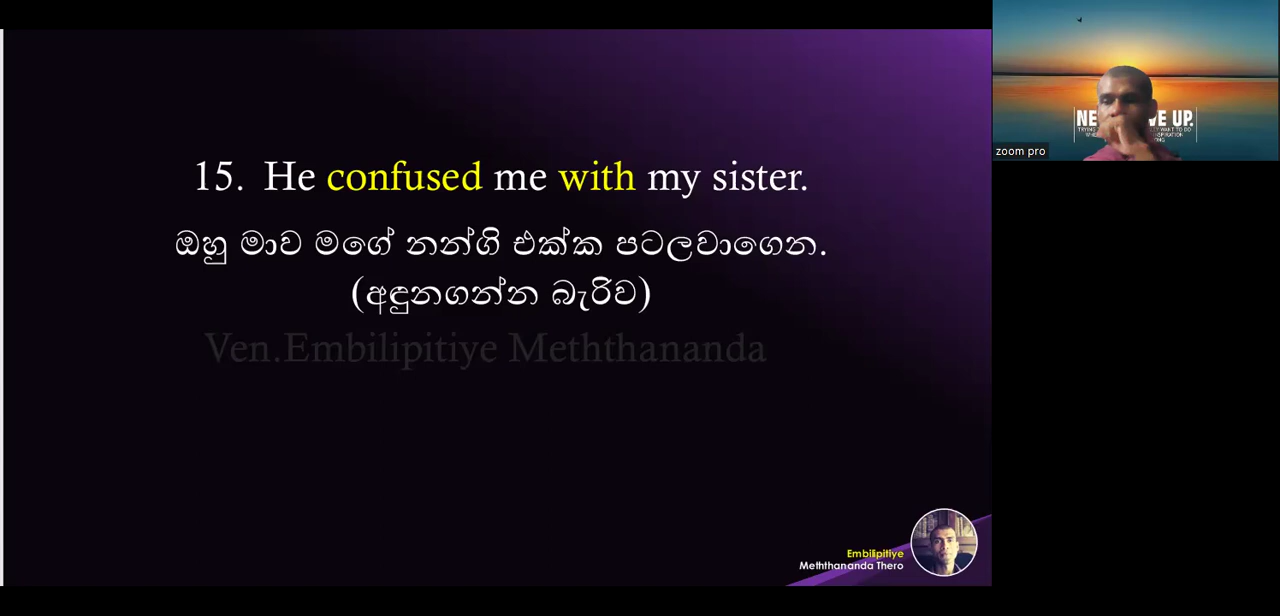 15. He confused me with my sister.
ඔහු මාව මගේ නන්ගි එක්ක පටලවාගෙන.
(අඳුනගන්න බැරිව)
Ven.Embilipitiye Meththananda
Embilipitiye
Meththananda Thero
zoom pro